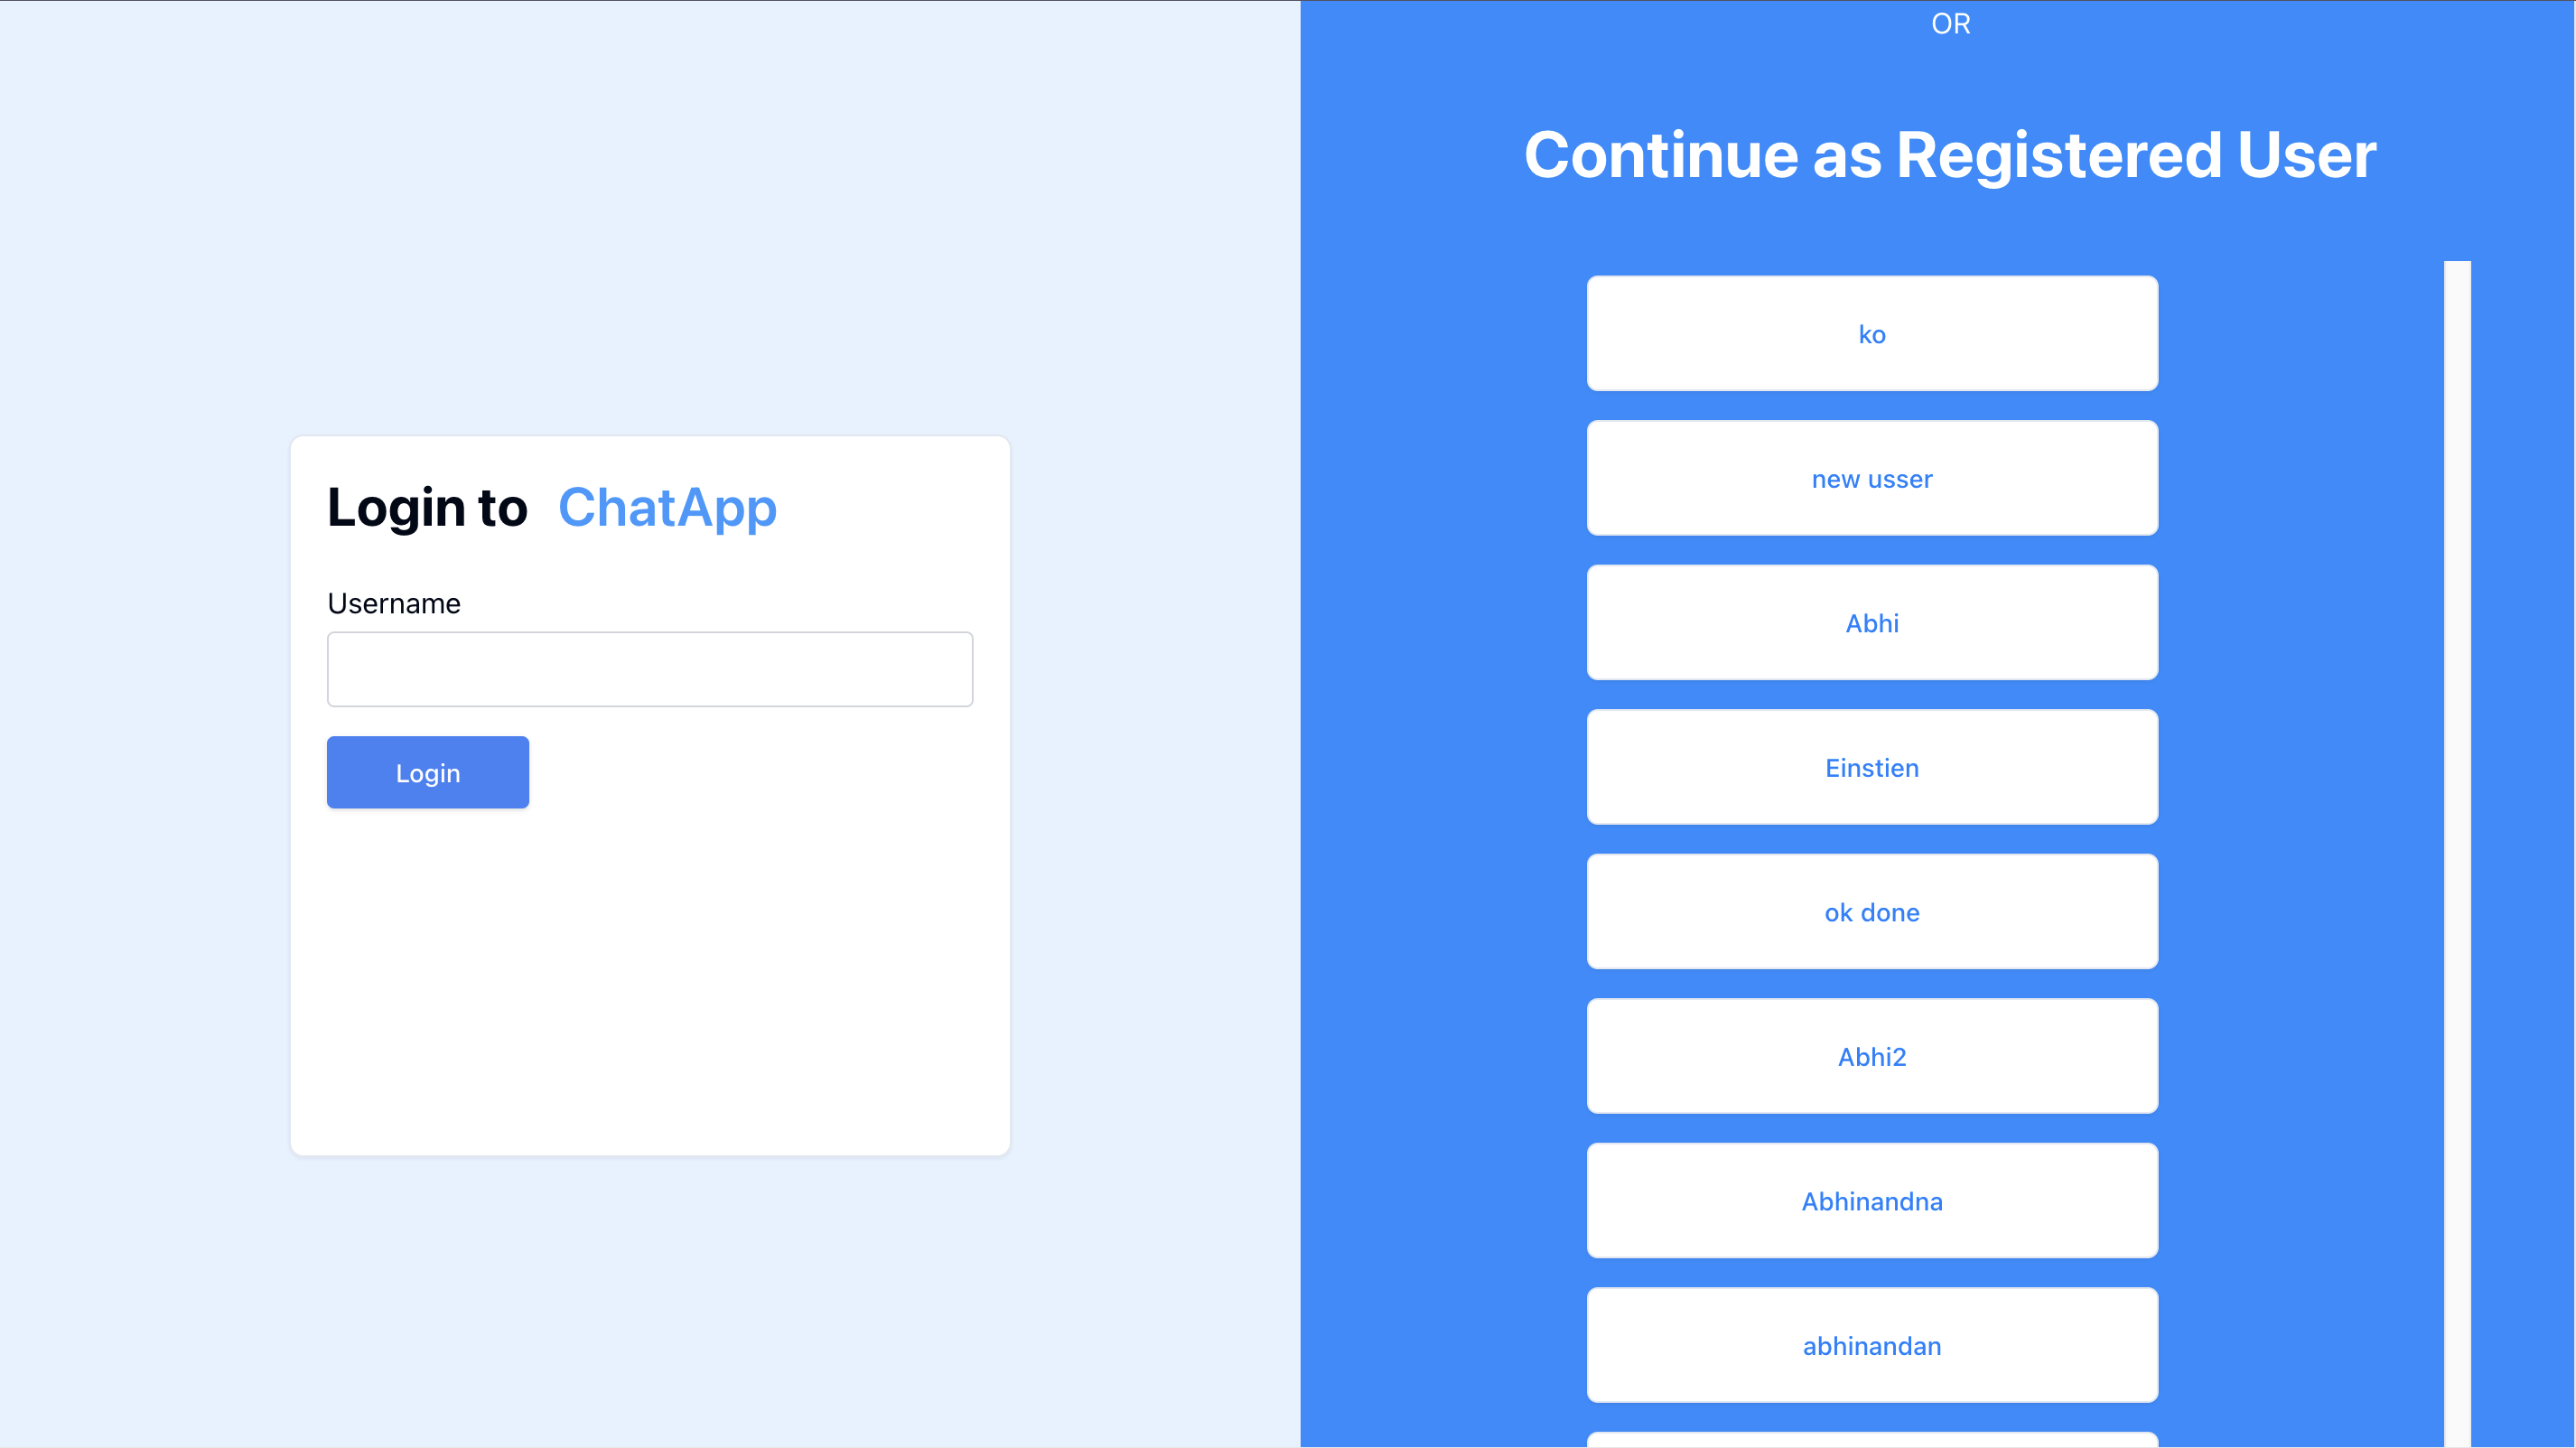 Login to ChatApp
Username
Login
OR
Continue as Registered User
ko
new usser
Abhi
Einstien
ok done
Abhi2
Abhinandna
abhinandan